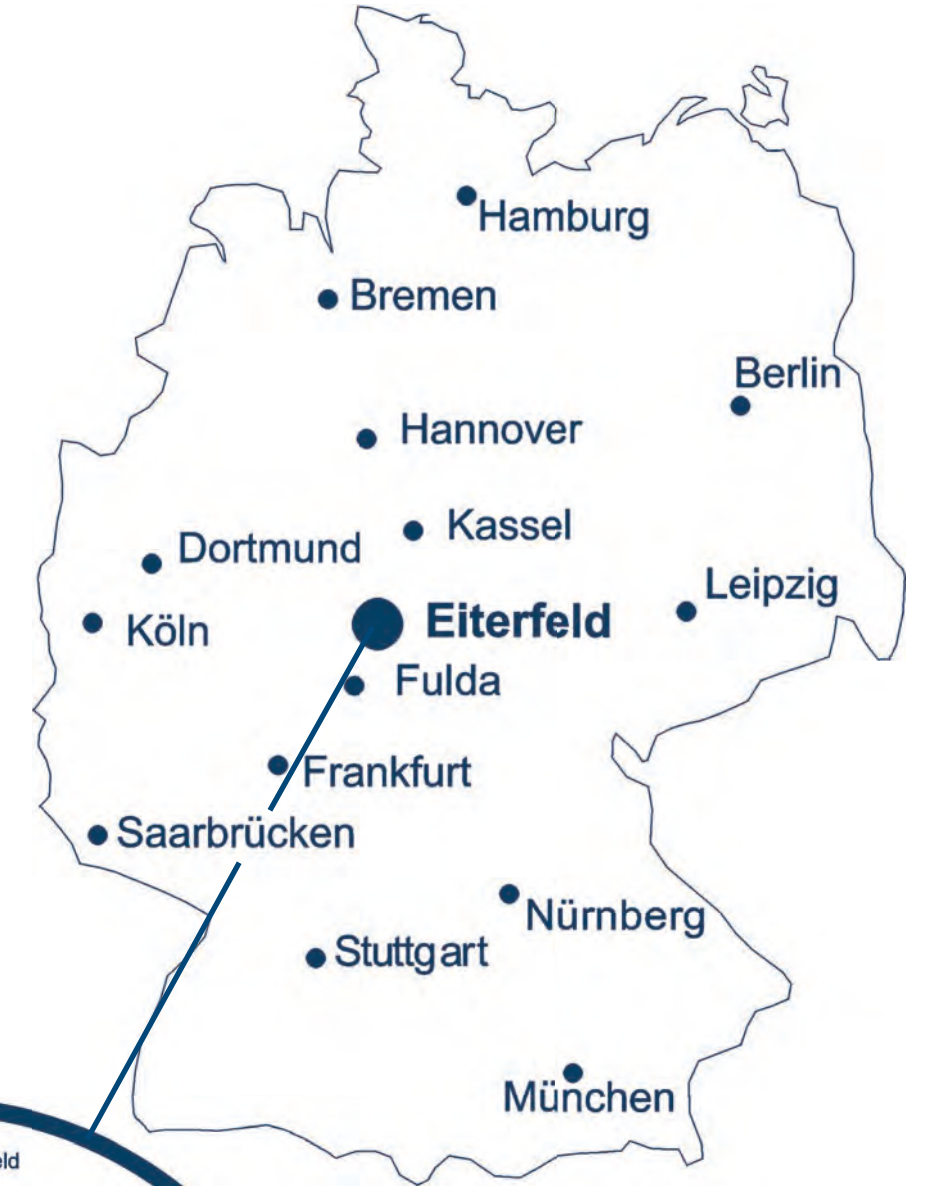 Hamburg
Bremen
Berlin
Hannover
Kassel
Dortmund
Leipzig
Eiterfeld
Köln
Fulda
Frankfurt
Saarbrücken
Nürnberg
Stuttgart
München